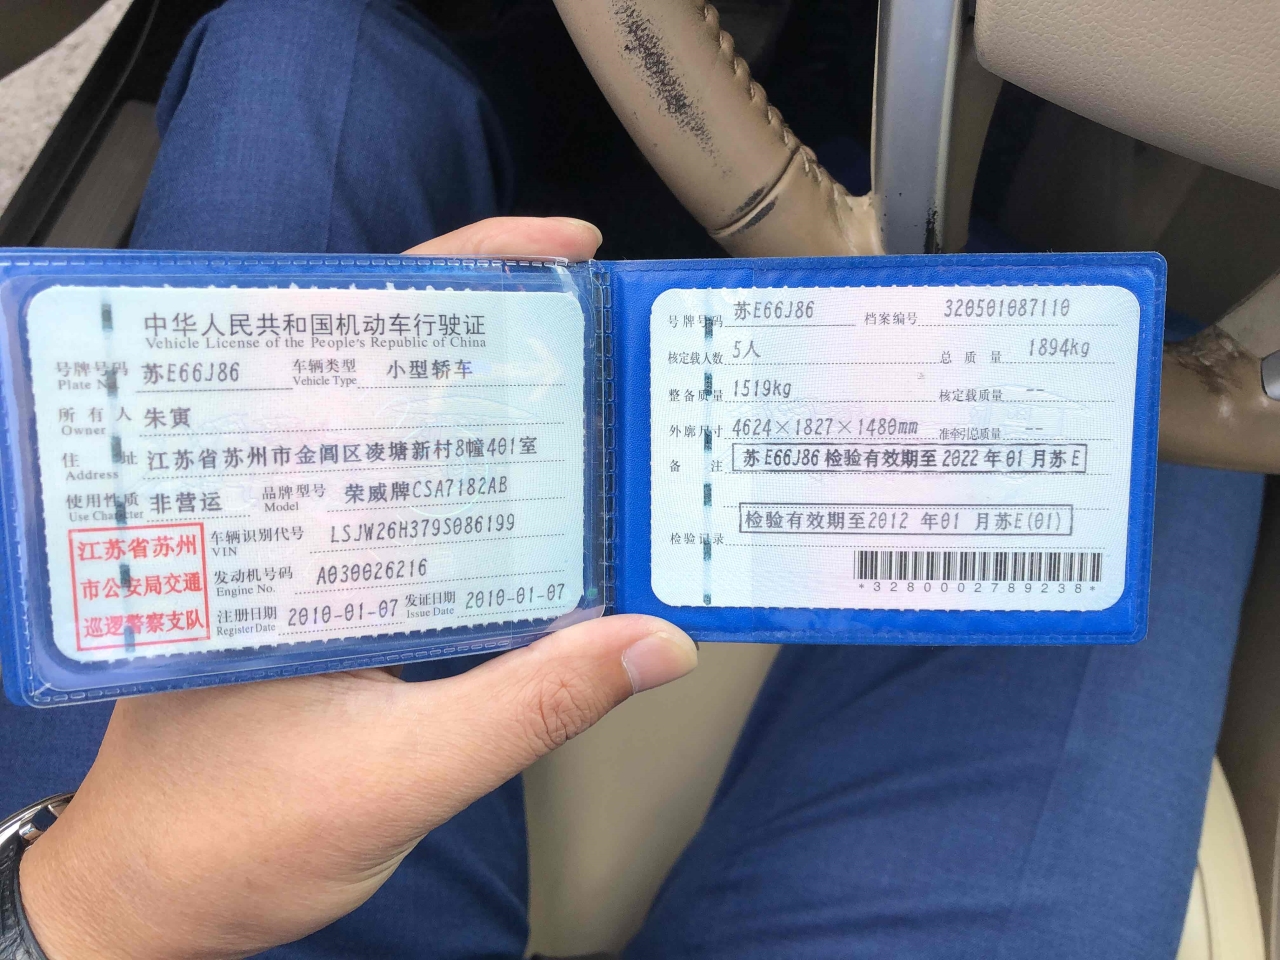 中华人民共和国机动车行驶证
Vehicle License of the People's Republic of China
号牌号码 苏E66J86 车辆类型 小型轿车
Plate No. Vehicle Type
所有人 朱寅
Owner
住址 江苏省苏州市金阊区凌塘新村8幢401室
Address
使用性质 非营运 品牌型号 荣威牌CSA7182AB
Use Character Model
江苏省苏州
市公安局交通
巡逻警察支队
车辆识别代号 LSJW26H379S086199
VIN
发动机号码 A030026216
Engine No.
注册日期 2010-01-07 发证日期 2010-01-07
Register Date Issue Date
号牌号码 苏E66J86 档案编号 320501087110
核定载人数 5人 总质量 1894kg
整备质量 1519kg 核定载质量 --
外廓尺寸 4624×1827×1480mm 准牵引总质量 --
备注 苏E66J86检验有效期至2022年01月苏E
检验有效期至2012 年01 月苏E(01)
检验记录
*3280002789238*